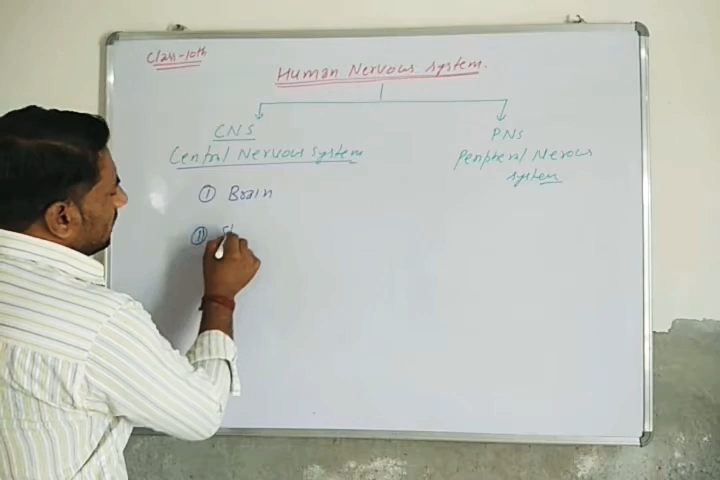 Class-10th
Human Nervous system.
CNS
Central Nervous System
PNs
Peripheral Nervous
system
① Brain
②